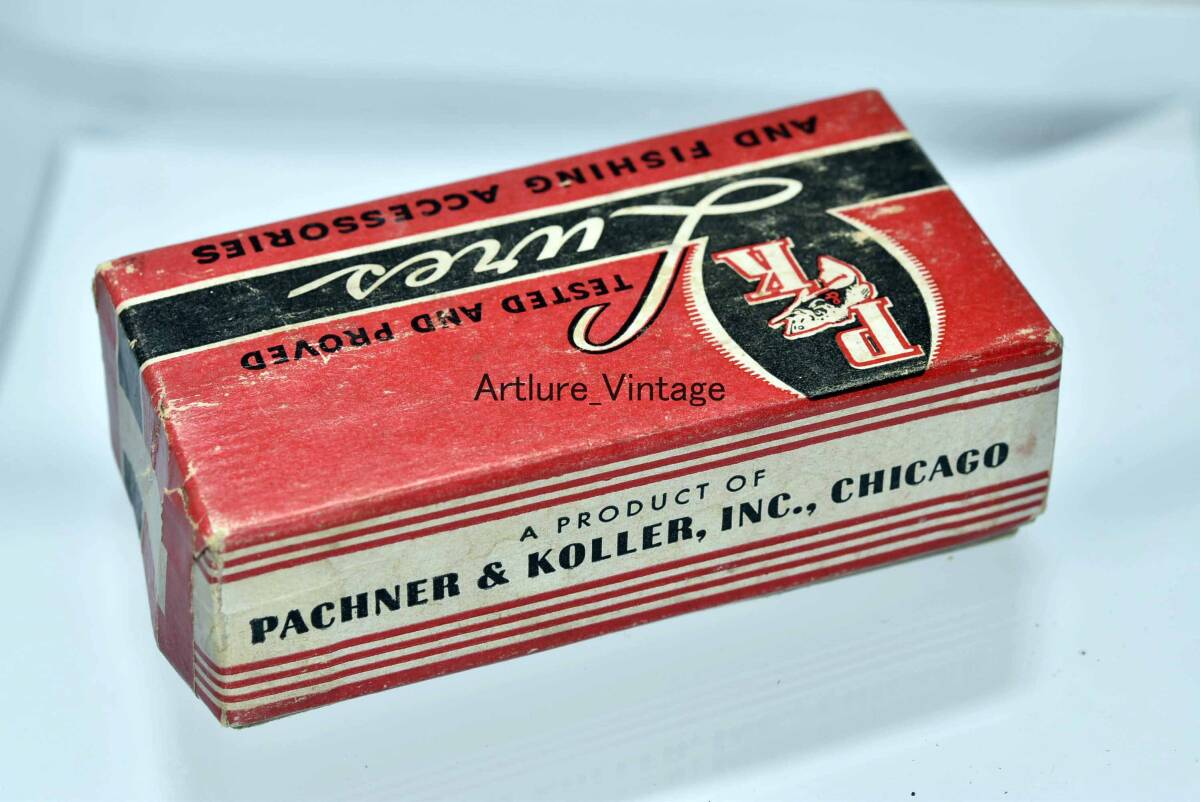 P K
TESTED AND PROVED
Lures
AND FISHING ACCESSORIES
Artlure_Vintage
A PRODUCT OF
PACHNER & KOLLER, INC., CHICAGO